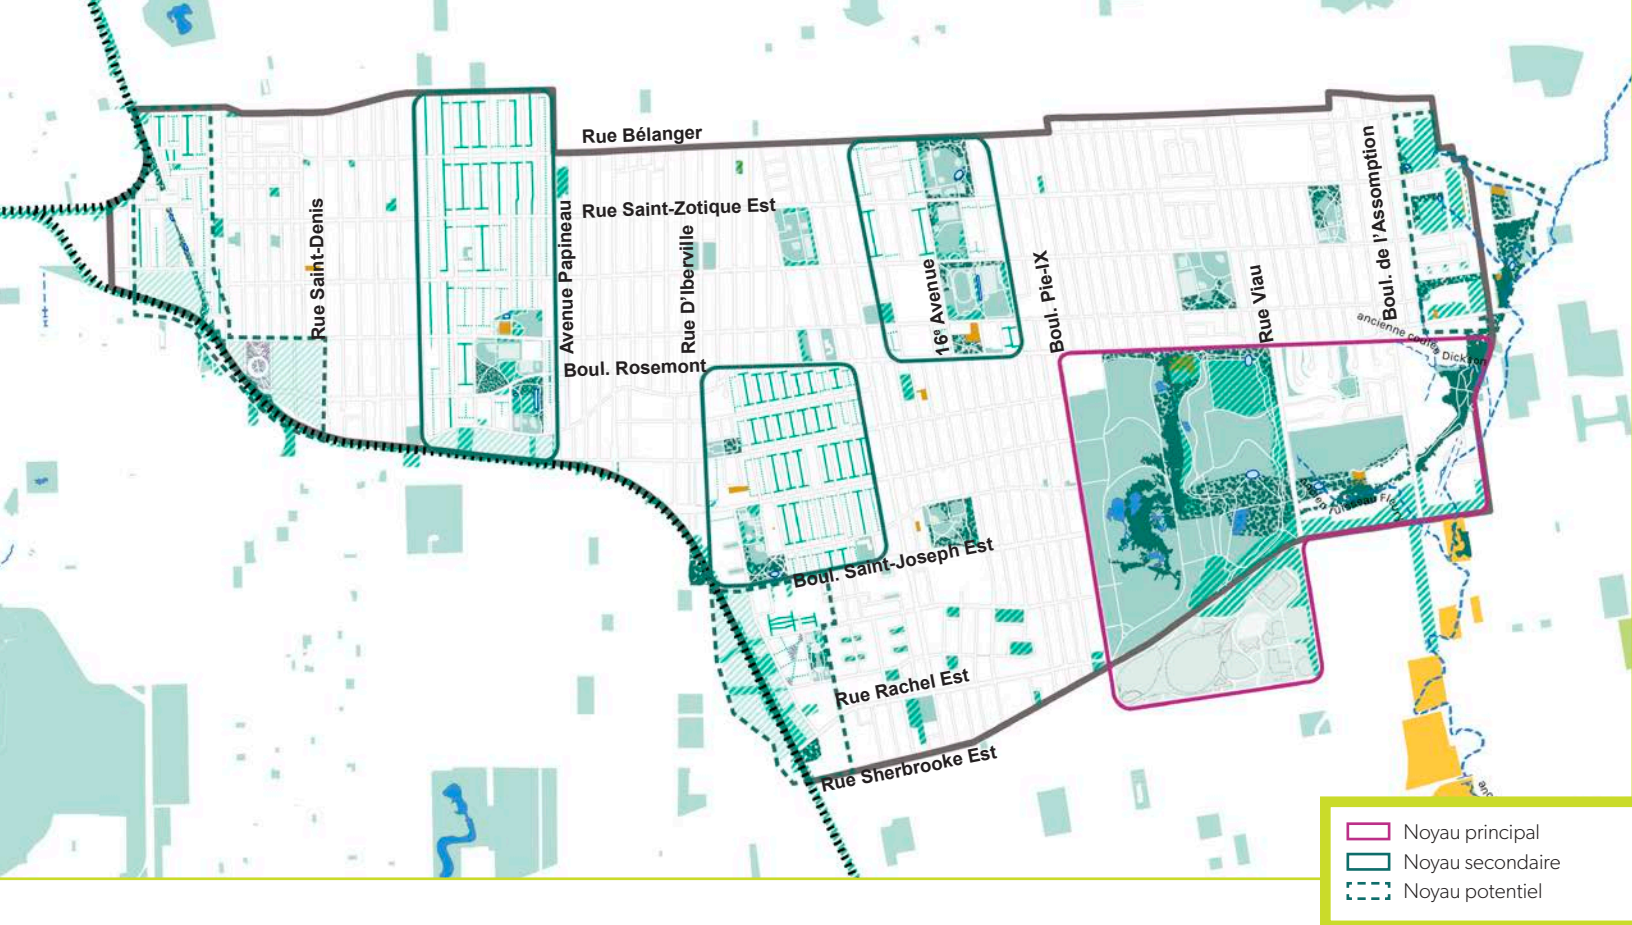 Rue Bélanger
Rue Saint-Zotique Est
Rue Saint-Denis
Avenue Papineau
Rue D'Iberville
Boul. Rosemont
16e Avenue
Boul. Pie-IX
Rue Viau
Boul. de l'Assomption
ancienne coulée Dickson
Boul. Saint-Joseph Est
Rue Rachel Est
Rue Sherbrooke Est
Noyau principal
Noyau secondaire
Noyau potentiel